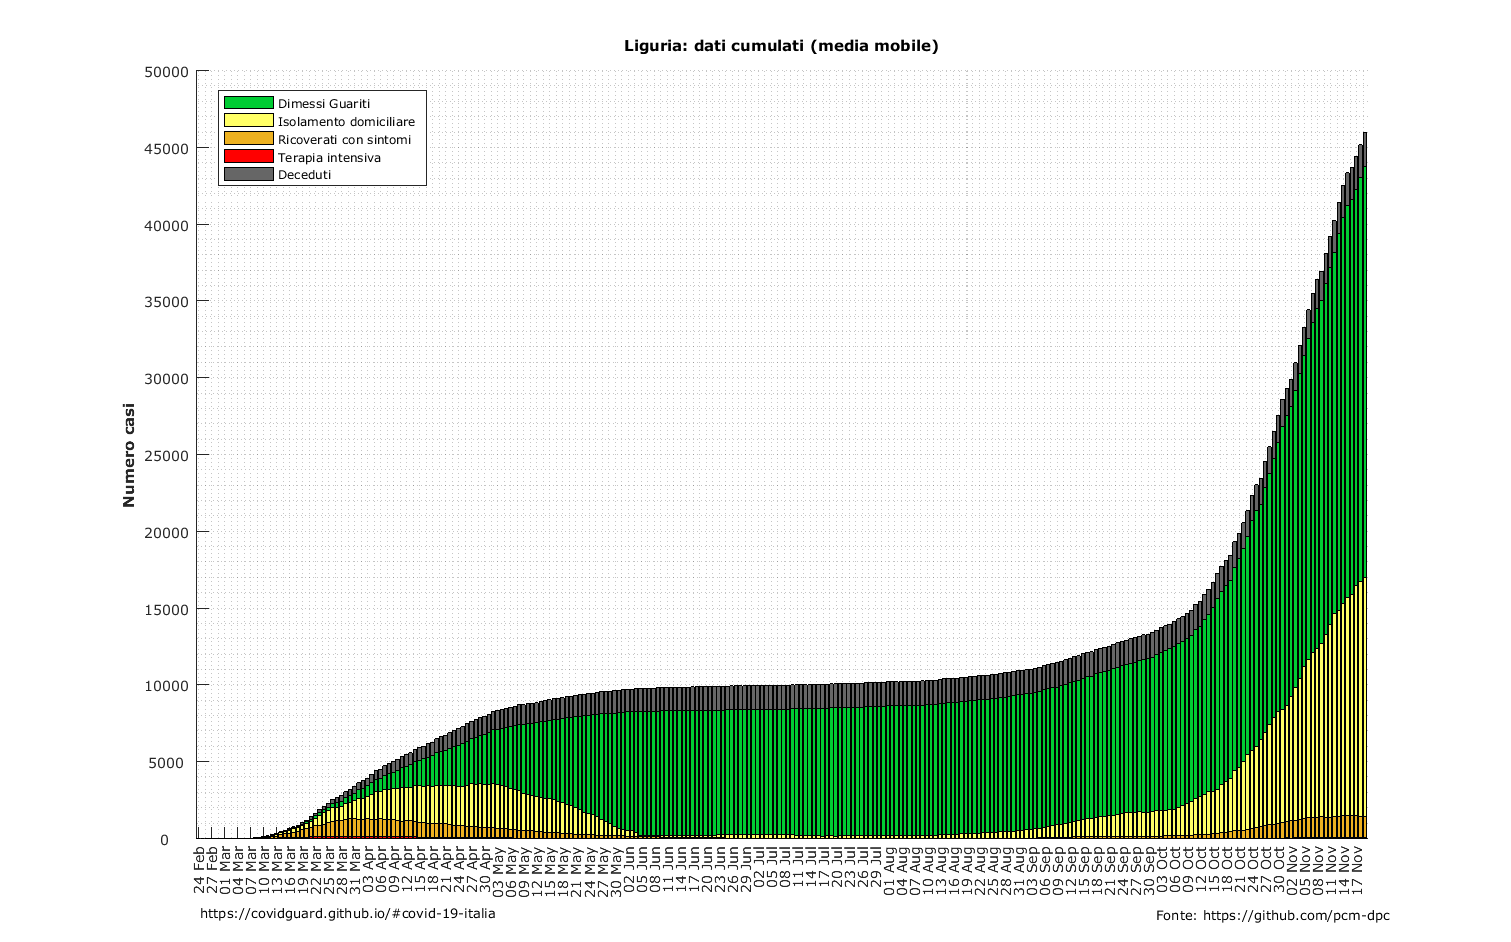 Liguria: dati cumulati (media mobile)
50000
45000
40000
35000
30000
25000
20000
15000
10000
5000
0
Numero casi
Dimessi Guariti
Isolamento domiciliare
Ricoverati con sintomi
Terapia intensiva
Deceduti
24 Feb
27 Feb
01 Mar
04 Mar
07 Mar
10 Mar
13 Mar
16 Mar
19 Mar
22 Mar
25 Mar
28 Mar
31 Mar
03 Apr
06 Apr
09 Apr
12 Apr
15 Apr
18 Apr
21 Apr
24 Apr
27 Apr
30 Apr
03 May
06 May
09 May
12 May
15 May
18 May
21 May
24 May
27 May
30 May
02 Jun
05 Jun
08 Jun
11 Jun
14 Jun
17 Jun
20 Jun
23 Jun
26 Jun
29 Jun
02 Jul
05 Jul
08 Jul
11 Jul
14 Jul
17 Jul
20 Jul
23 Jul
26 Jul
29 Jul
01 Aug
04 Aug
07 Aug
10 Aug
13 Aug
16 Aug
19 Aug
22 Aug
25 Aug
28 Aug
31 Aug
03 Sep
06 Sep
09 Sep
12 Sep
15 Sep
18 Sep
21 Sep
24 Sep
27 Sep
30 Sep
03 Oct
06 Oct
09 Oct
12 Oct
15 Oct
18 Oct
21 Oct
24 Oct
27 Oct
30 Oct
02 Nov
05 Nov
08 Nov
11 Nov
14 Nov
17 Nov
https://covidguard.github.io/#covid-19-italia
Fonte: https://github.com/pcm-dpc